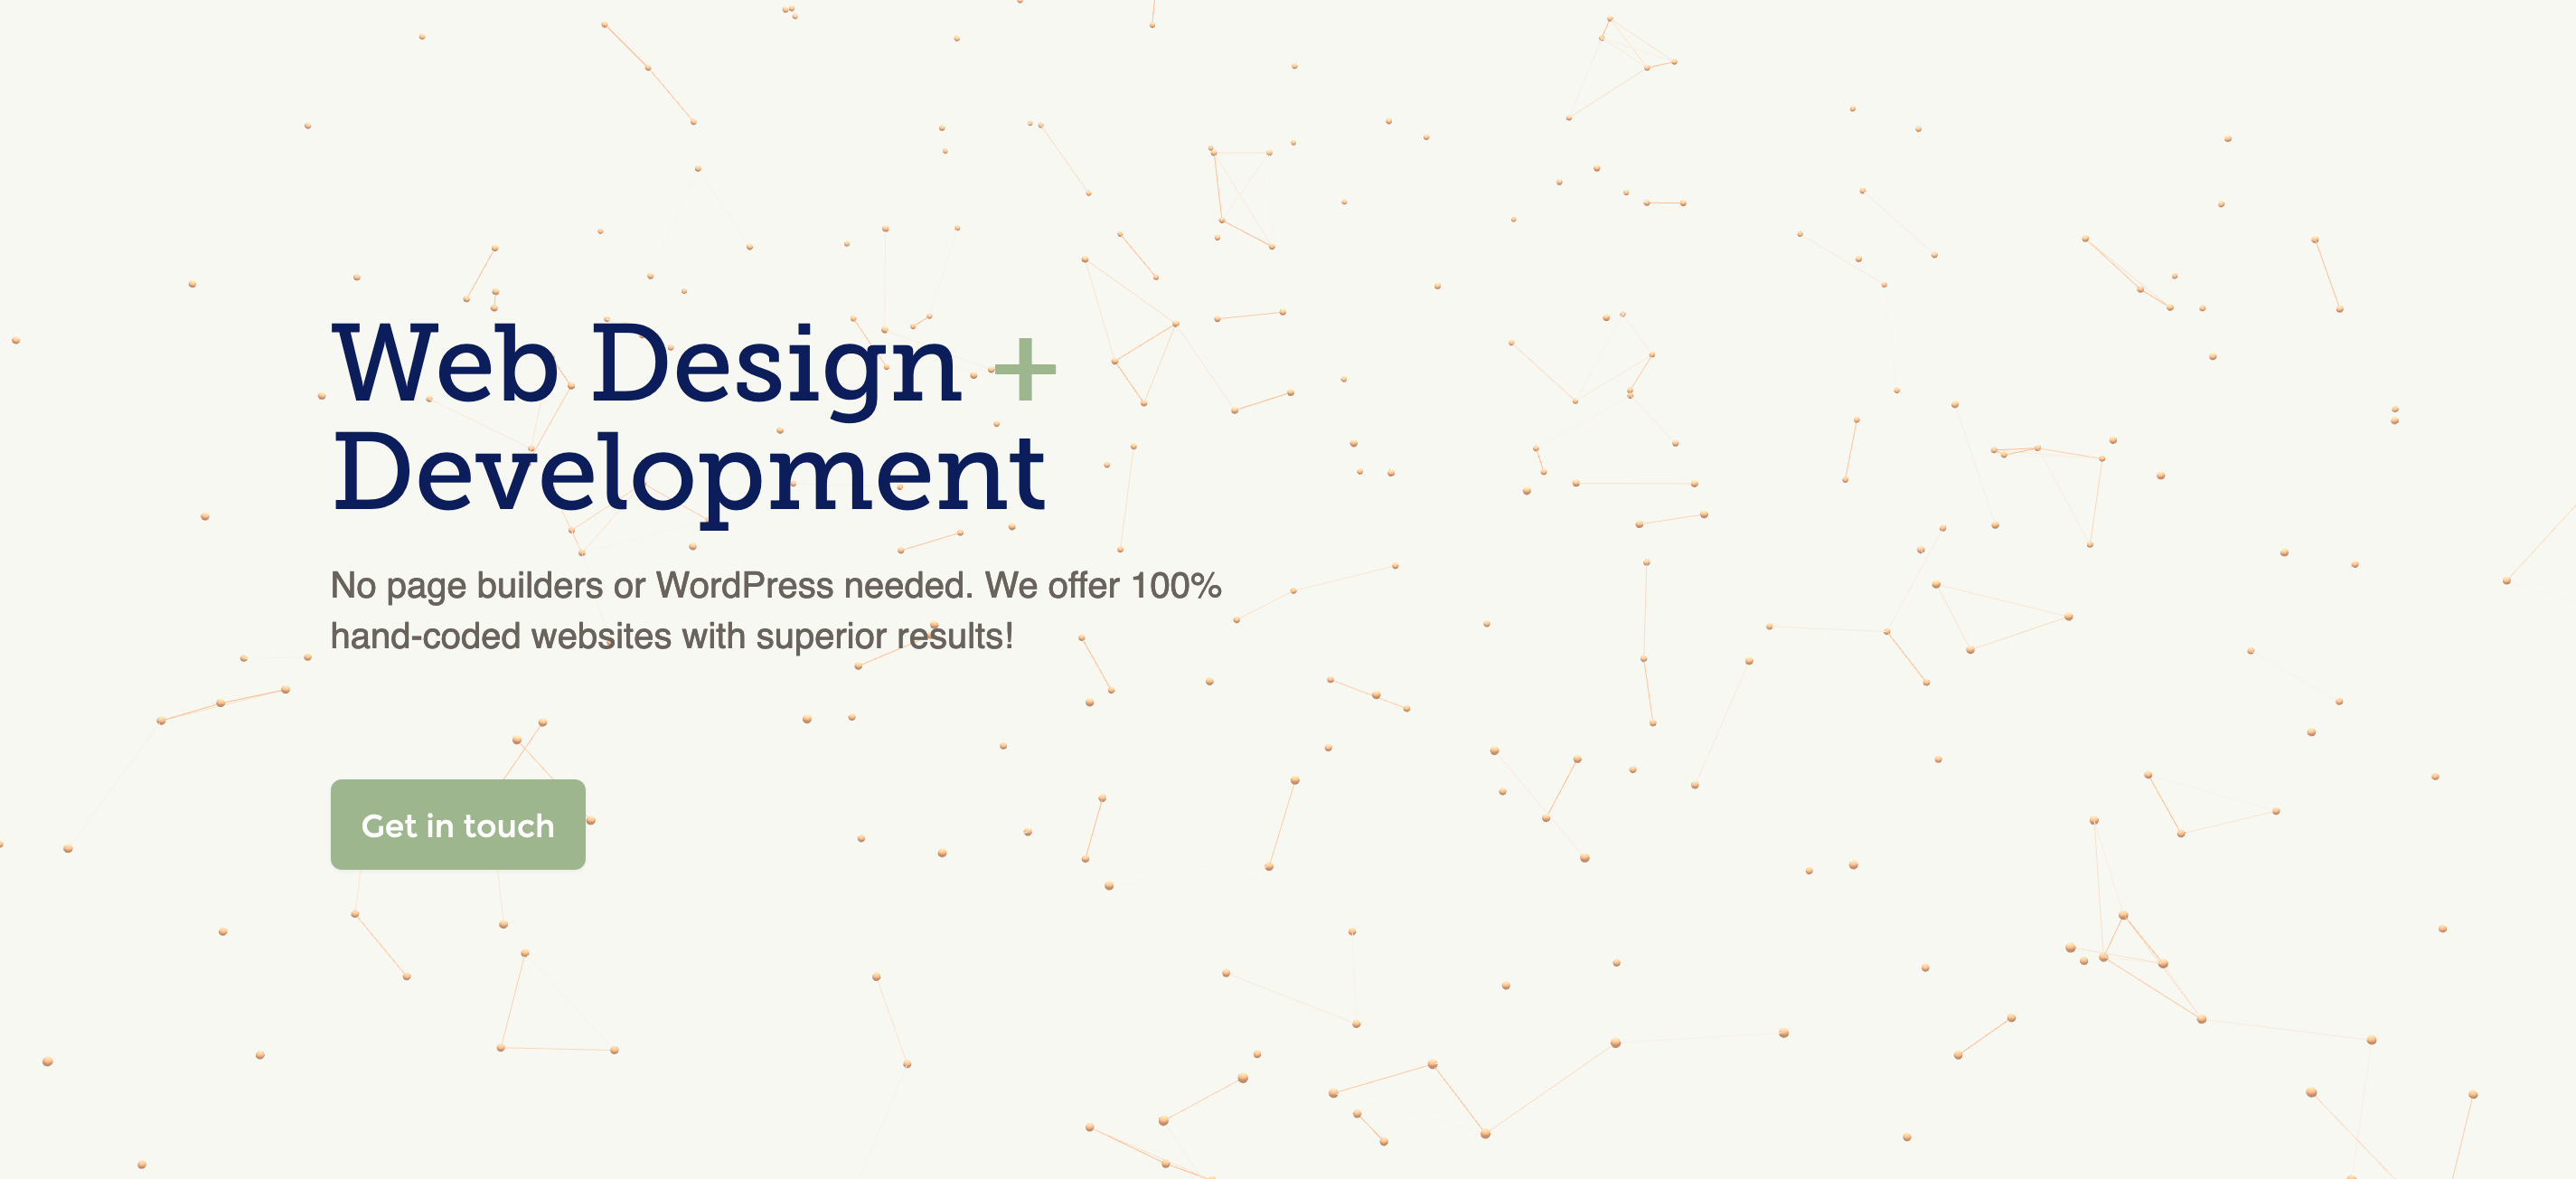 Web Design +
Development
No page builders or WordPress needed. We offer 100%
hand-coded websites with superior results!
Get in touch